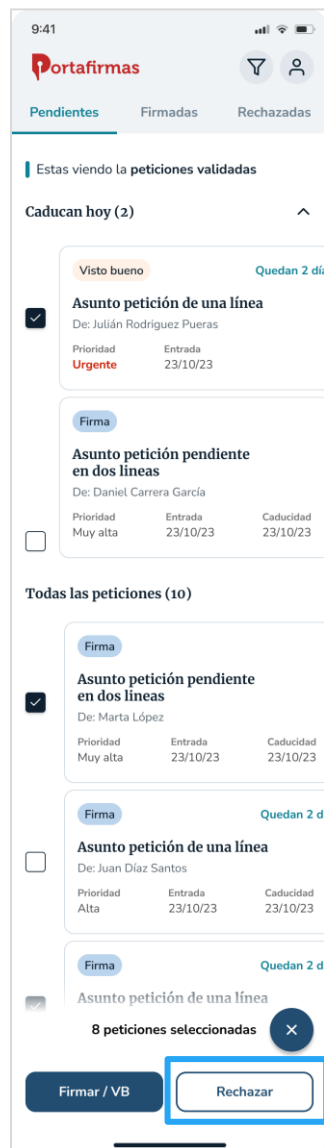 9:41
Portafirmas
Pendientes Firmadas Rechazadas
Estas viendo la peticiones validadas
Caducan hoy (2)
Visto bueno Quedan 2 día
Asunto petición de una línea
De: Julián Rodriguez Pueras
Prioridad Entrada
Urgente 23/10/23
Firma
Asunto petición pendiente
en dos lineas
De: Daniel Carrera García
Prioridad Entrada Caducidad
Muy alta 23/10/23 23/10/23
Todas las peticiones (10)
Firma
Asunto petición pendiente
en dos lineas
De: Marta López
Prioridad Entrada Caducidad
Muy alta 23/10/23 23/10/23
Firma Quedan 2 d
Asunto petición de una línea
De: Juan Díaz Santos
Prioridad Entrada Caducidad
Alta 23/10/23 23/10/23
Firma Quedan 2 d
Asunto petición de una línea
8 peticiones seleccionadas
Firmar / VB Rechazar